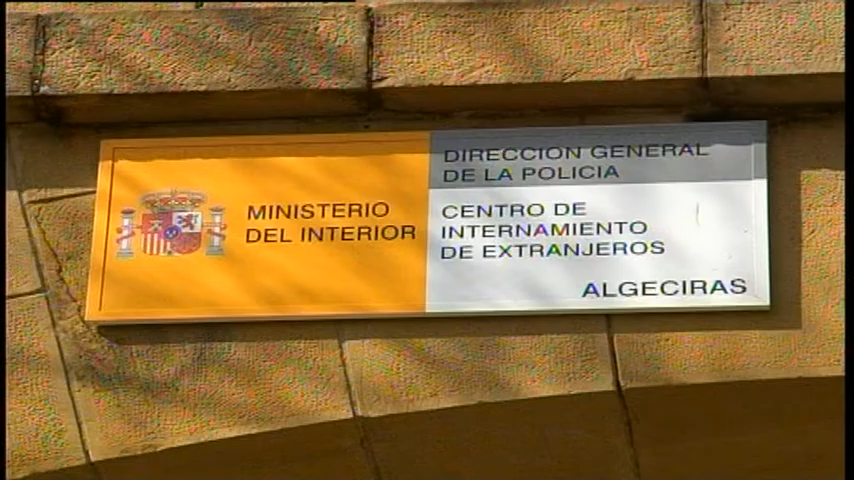 MINISTERIO
DEL INTERIOR
DIRECCION GENERAL
DE LA POLICIA
CENTRO DE
INTERNAMIENTO
DE EXTRANJEROS
ALGECIRAS